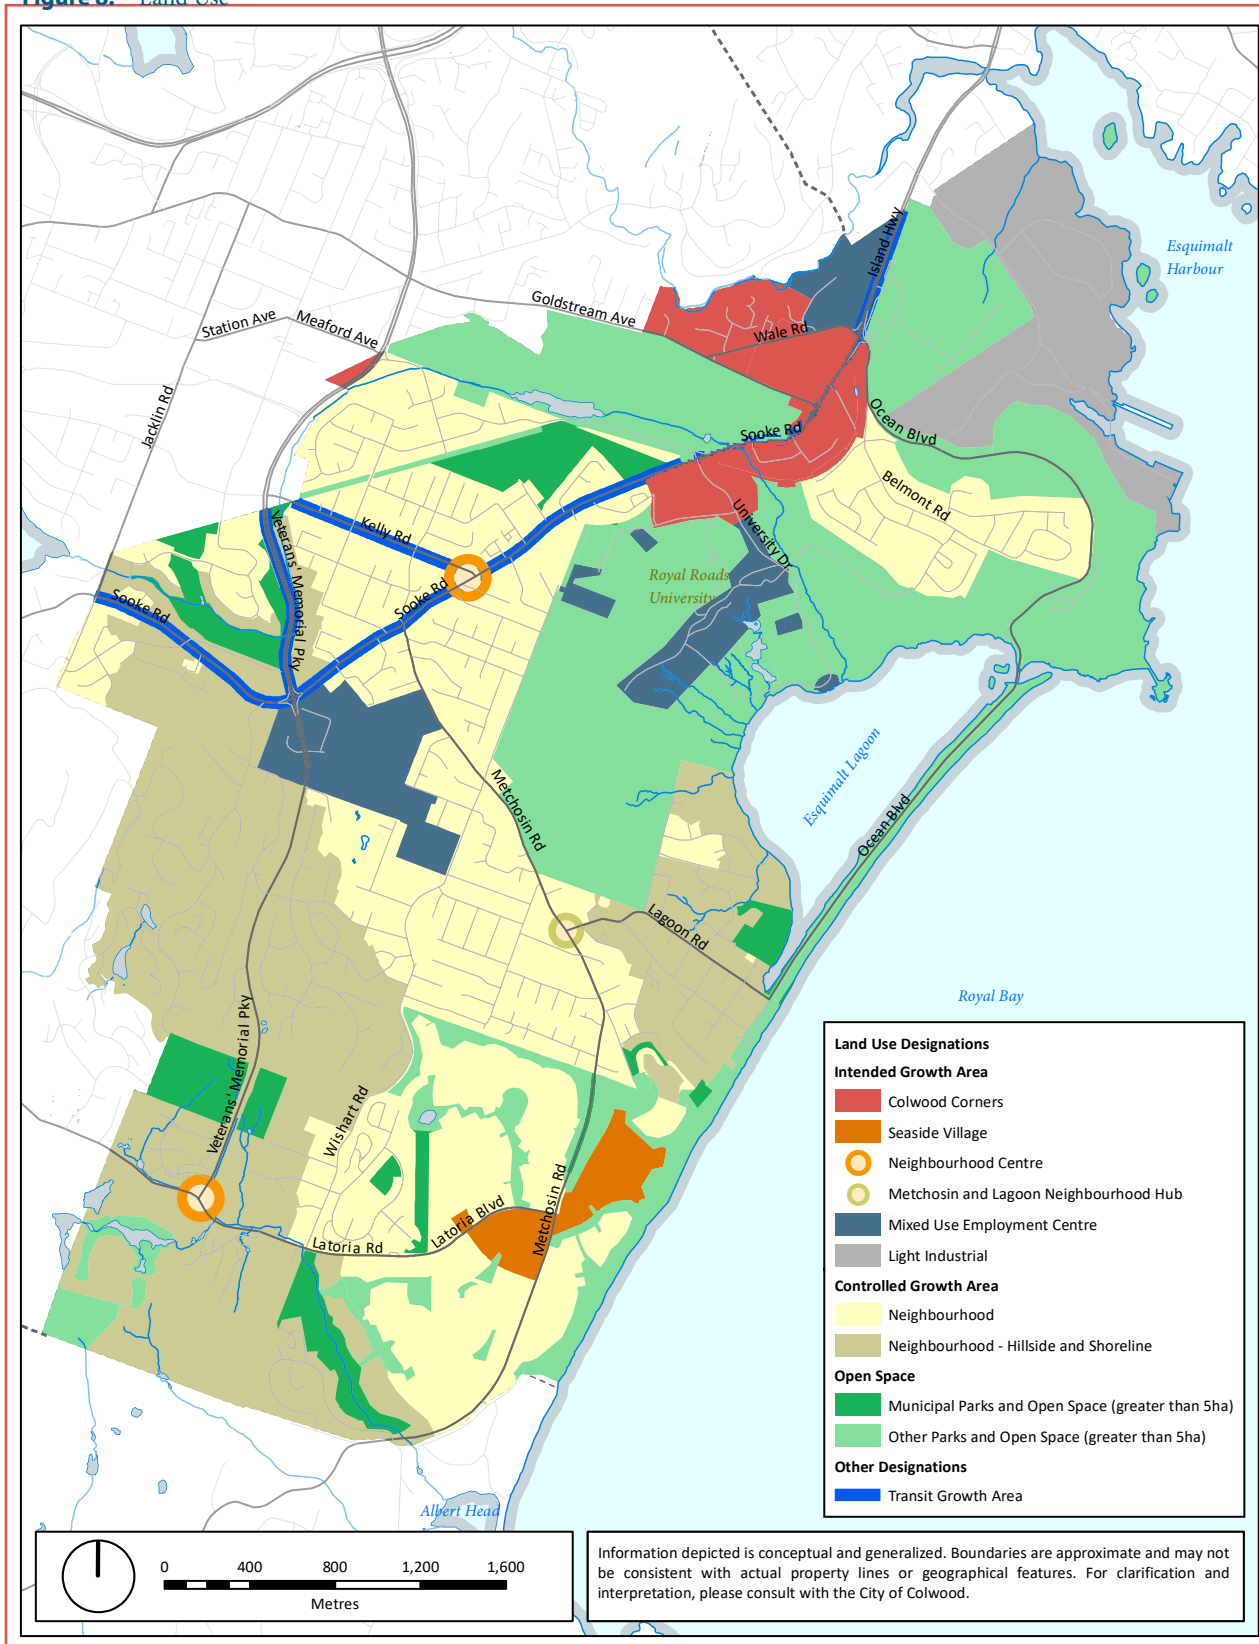 Figure 8. Land Use
Esquimalt
Harbour
Island Hwy
Goldstream Ave
Wale Rd
Station Ave
Meaford Ave
Jacklin Rd
Sooke Rd
Ocean Blvd
Belmont Rd
University Dr
Kelly Rd
Veterans' Memorial Pky
Royal Roads
University
Sooke Rd
Sooke Rd
Metchosin Rd
Esquimalt Lagoon
Ocean Blvd
Lagoon Rd
Royal Bay
Veterans' Memorial Pky
Wishart Rd
Metchosin Rd
Latoria Blvd
Latoria Rd
Albert Head
Land Use Designations
Intended Growth Area
Colwood Corners
Seaside Village
Neighbourhood Centre
Metchosin and Lagoon Neighbourhood Hub
Mixed Use Employment Centre
Light Industrial
Controlled Growth Area
Neighbourhood
Neighbourhood - Hillside and Shoreline
Open Space
Municipal Parks and Open Space (greater than 5ha)
Other Parks and Open Space (greater than 5ha)
Other Designations
Transit Growth Area
0 400 800 1,200 1,600
Metres
Information depicted is conceptual and generalized. Boundaries are approximate and may not
be consistent with actual property lines or geographical features. For clarification and
interpretation, please consult with the City of Colwood.